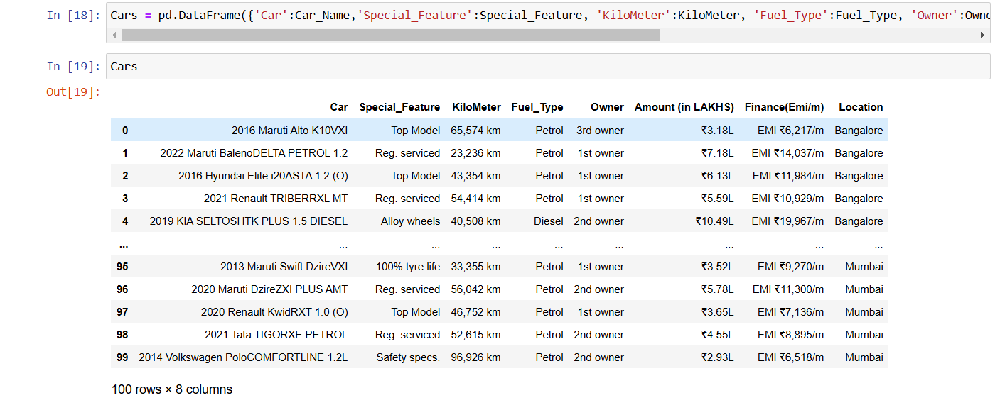 In [18]: Cars = pd.DataFrame({'Car':Car_Name,'Special_Feature':Special_Feature, 'KiloMeter':KiloMeter, 'Fuel_Type':Fuel_Type, 'Owner':Owne
In [19]: Cars
Out[19]:
Car Special_Feature KiloMeter Fuel_Type Owner Amount (in LAKHS) Finance(Emi/m) Location
0 2016 Maruti Alto K10VXI Top Model 65,574 km Petrol 3rd owner ₹3.18L EMI ₹6,217/m Bangalore
1 2022 Maruti BalenoDELTA PETROL 1.2 Reg. serviced 23,236 km Petrol 1st owner ₹7.18L EMI ₹14,037/m Bangalore
2 2016 Hyundai Elite i20ASTA 1.2 (O) Top Model 43,354 km Petrol 1st owner ₹6.13L EMI ₹11,984/m Bangalore
3 2021 Renault TRIBERRXL MT Reg. serviced 54,414 km Petrol 1st owner ₹5.59L EMI ₹10,929/m Bangalore
4 2019 KIA SELTOSHTK PLUS 1.5 DIESEL Alloy wheels 40,508 km Diesel 2nd owner ₹10.49L EMI ₹19,967/m Bangalore
... ... ... ... ... ... ... ... ...
95 2013 Maruti Swift DzireVXI 100% tyre life 33,355 km Petrol 1st owner ₹3.52L EMI ₹9,270/m Mumbai
96 2020 Maruti DzireZXI PLUS AMT Reg. serviced 56,042 km Petrol 2nd owner ₹5.78L EMI ₹11,300/m Mumbai
97 2020 Renault KwidRXT 1.0 (O) Top Model 46,752 km Petrol 1st owner ₹3.65L EMI ₹7,136/m Mumbai
98 2021 Tata TIGORXE PETROL Reg. serviced 52,615 km Petrol 2nd owner ₹4.55L EMI ₹8,895/m Mumbai
99 2014 Volkswagen PoloCOMFORTLINE 1.2L Safety specs. 96,926 km Petrol 2nd owner ₹2.93L EMI ₹6,518/m Mumbai
100 rows × 8 columns